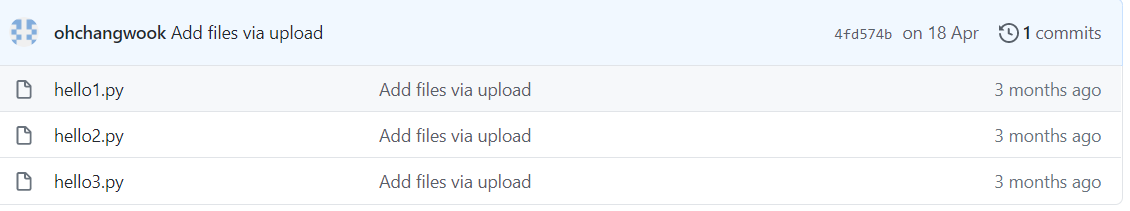 ohchangwook Add files via upload 4fd574b on 18 Apr 1 commits
hello1.py Add files via upload 3 months ago
hello2.py Add files via upload 3 months ago
hello3.py Add files via upload 3 months ago